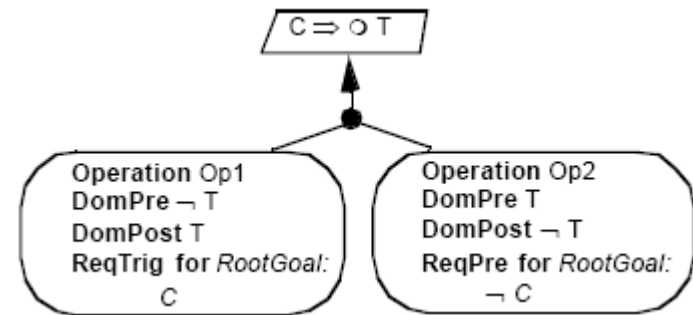 C ⇒ ○ T
Operation Op1
DomPre ¬ T
DomPost T
ReqTrig for RootGoal:
C
Operation Op2
DomPre T
DomPost ¬ T
ReqPre for RootGoal:
¬ C